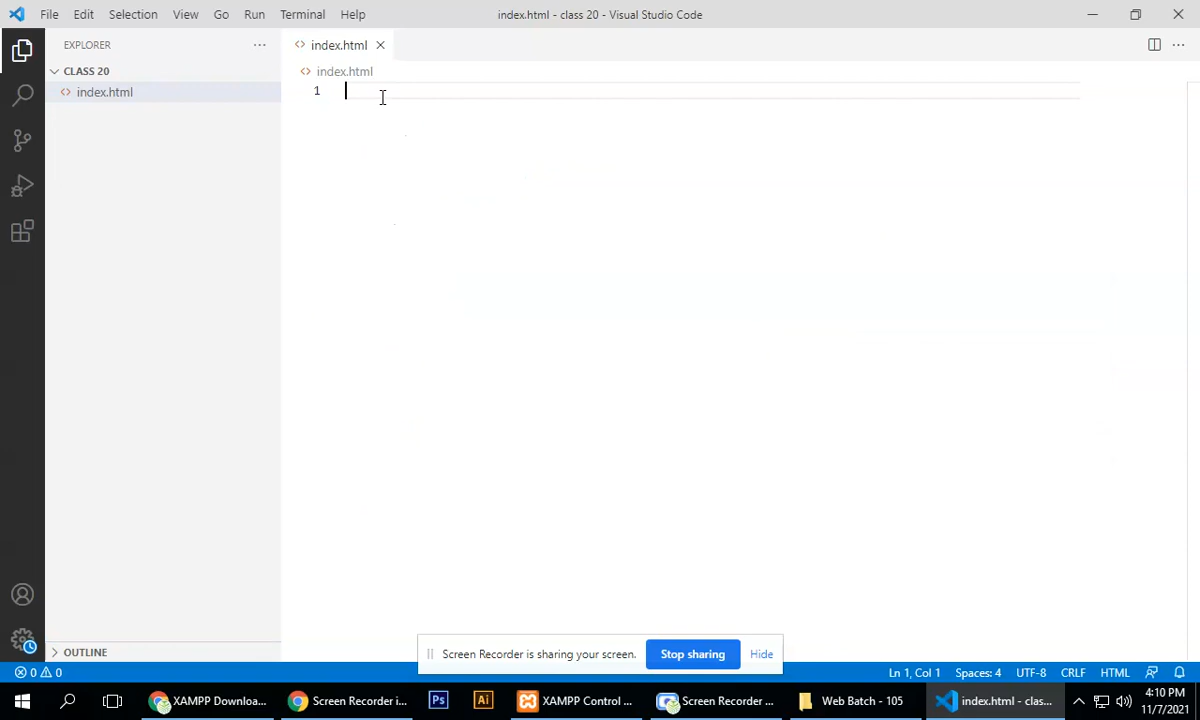 File Edit Selection View Go Run Terminal Help
index.html - class 20 - Visual Studio Code
EXPLORER
index.html
CLASS 20
index.html
index.html
1
OUTLINE
Screen Recorder is sharing your screen. Stop sharing Hide
0 0
Ln 1, Col 1 Spaces: 4 UTF-8 CRLF HTML
XAMPP Downloa...
Screen Recorder i...
Ps
Ai
XAMPP Control ...
Screen Recorder ...
Web Batch - 105
index.html - clas...
4:10 PM
11/7/2021